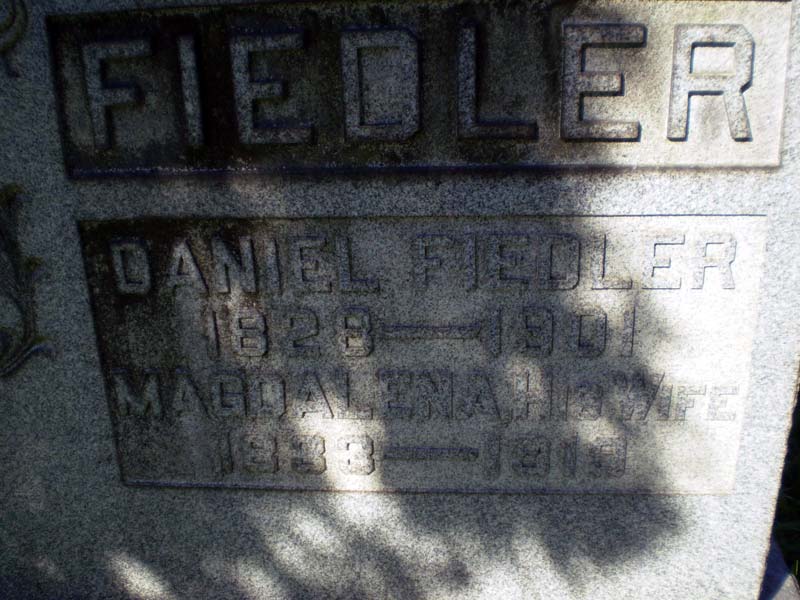 FIEDLER
DANIEL FIEDLER
1828—1901
MAGDALENA, HIS WIFE